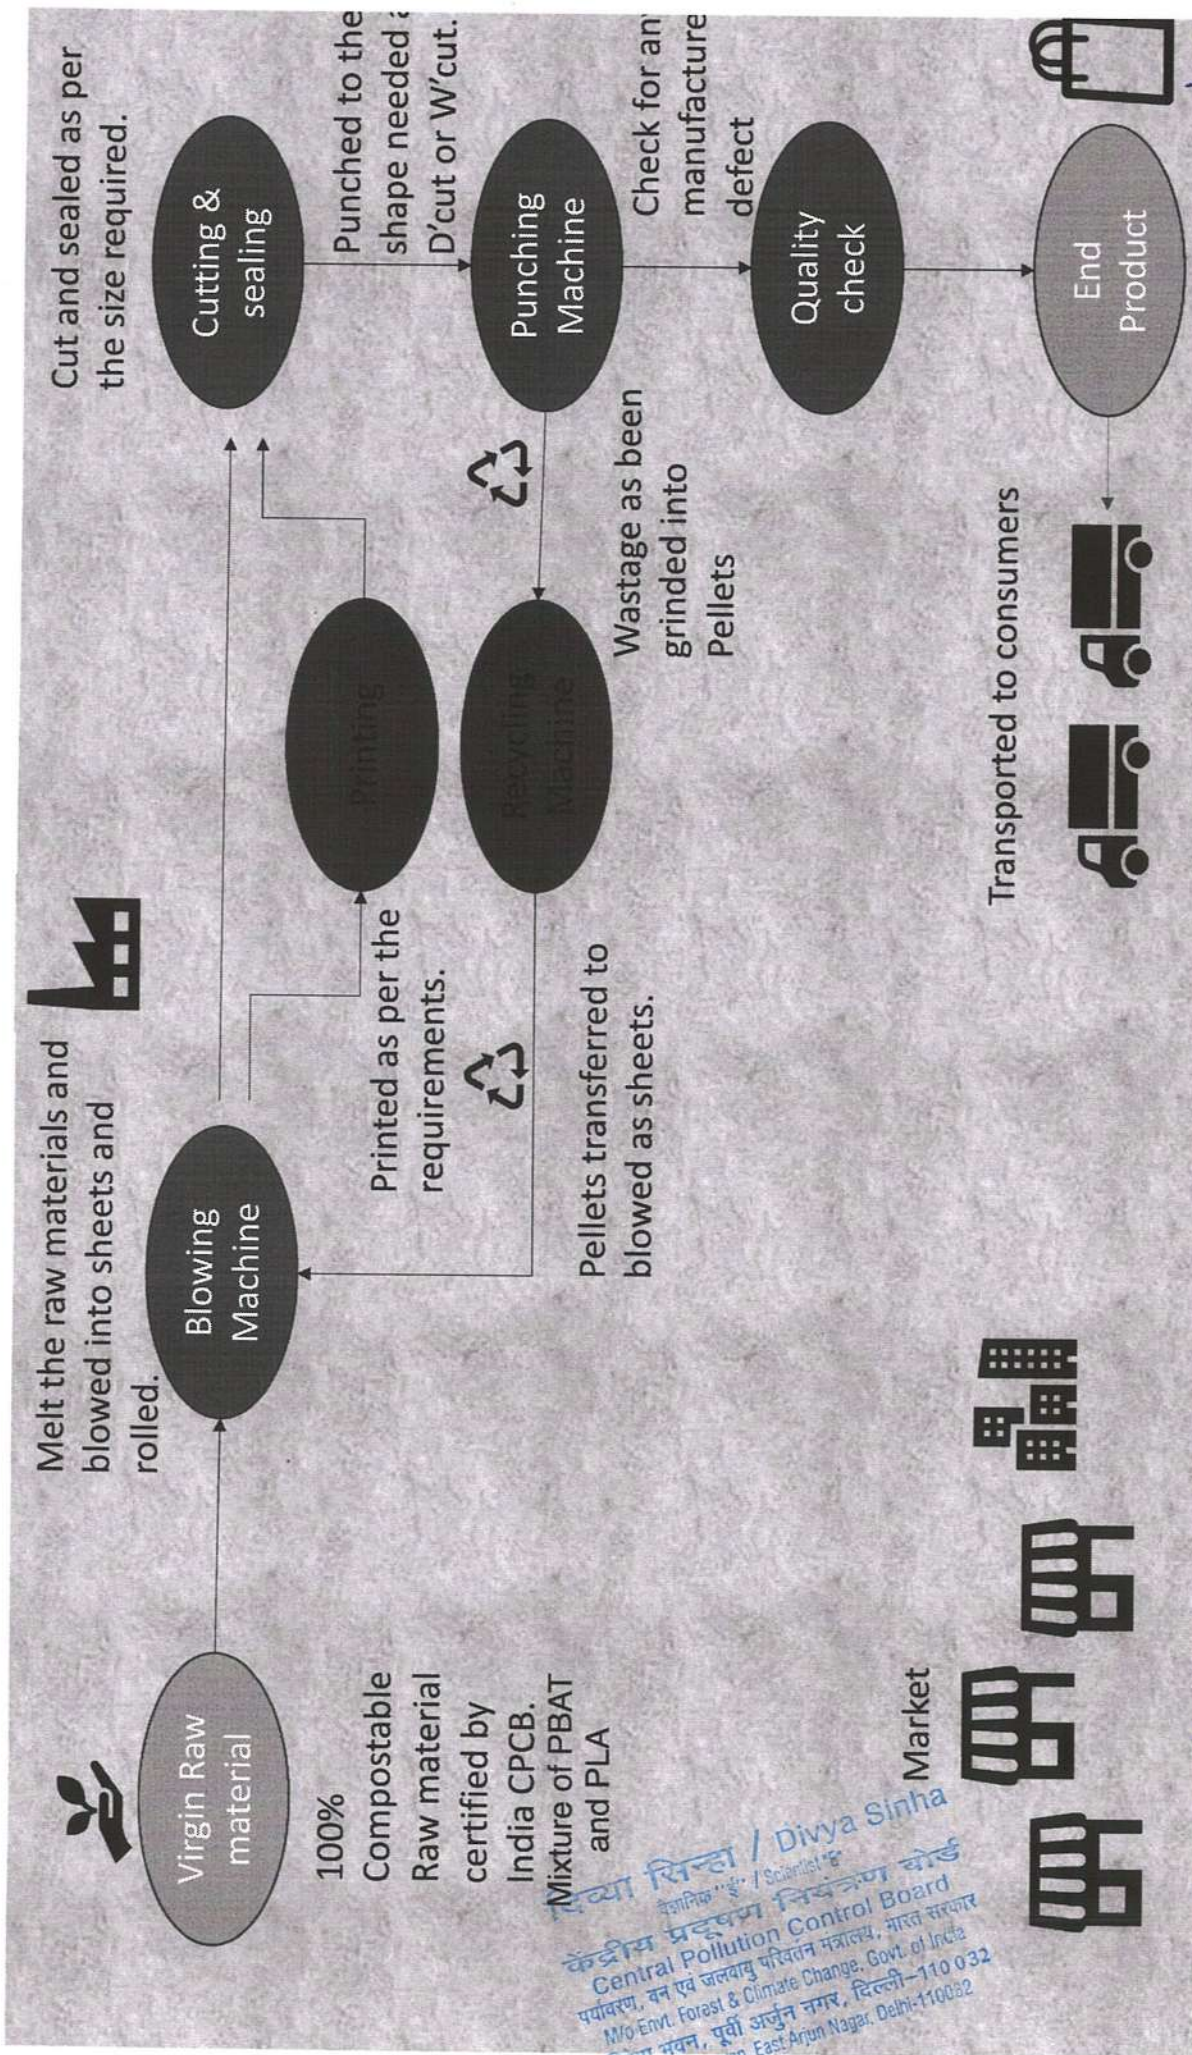 Melt the raw materials and
blowed into sheets and
rolled.
Cut and sealed as per
the size required.
Virgin Raw
material
Blowing
Machine
Cutting &
sealing
100%
Compostable
Raw material
certified by
India CPCB.
Mixture of PBAT
and PLA
Printed as per the
requirements.
Printing
Punched to the
shape needed
D'cut or W'cut.
Recycling
Machine
Punching
Machine
Pellets transferred to
blowed as sheets.
Wastage as been
grinded into
Pellets
Check for any
manufacture
defect
Quality
check
Market
Transported to consumers
End
Product
दिव्या सिन्हा / Divya Sinha
वैज्ञानिक "ई" / Scientist "E"
केंद्रीय प्रदूषण नियंत्रण बोर्ड
Central Pollution Control Board
पर्यावरण, वन एवं जलवायु परिवर्तन मंत्रालय, भारत सरकार
M/o Envt. Forest & Climate Change, Govt. of India
भवन, पूर्वी अर्जुन नगर, दिल्ली-110 032
East Arjun Nagar, Delhi-110032